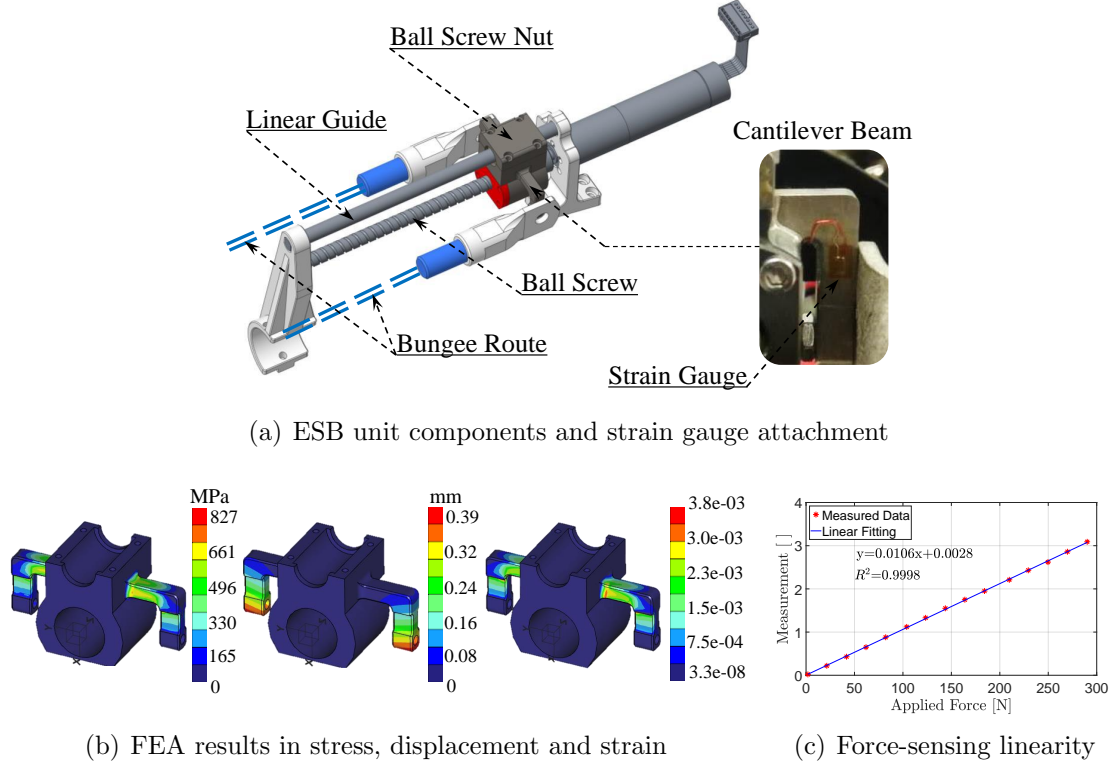 Ball Screw Nut
Linear Guide
Cantilever Beam
Ball Screw
Bungee Route
Strain Gauge
(a) ESB unit components and strain gauge attachment
MPa
827
661
496
330
165
0
mm
0.39
0.32
0.24
0.16
0.08
0
3.8e-03
3.0e-03
2.3e-03
1.5e-03
7.5e-04
3.3e-08
Measured Data
Linear Fitting
y=0.0106x+0.0028
R²=0.9998
Measurement [ ]
4
3
2
1
0
0 50 100 150 200 250 300
Applied Force [N]
(b) FEA results in stress, displacement and strain
(c) Force-sensing linearity